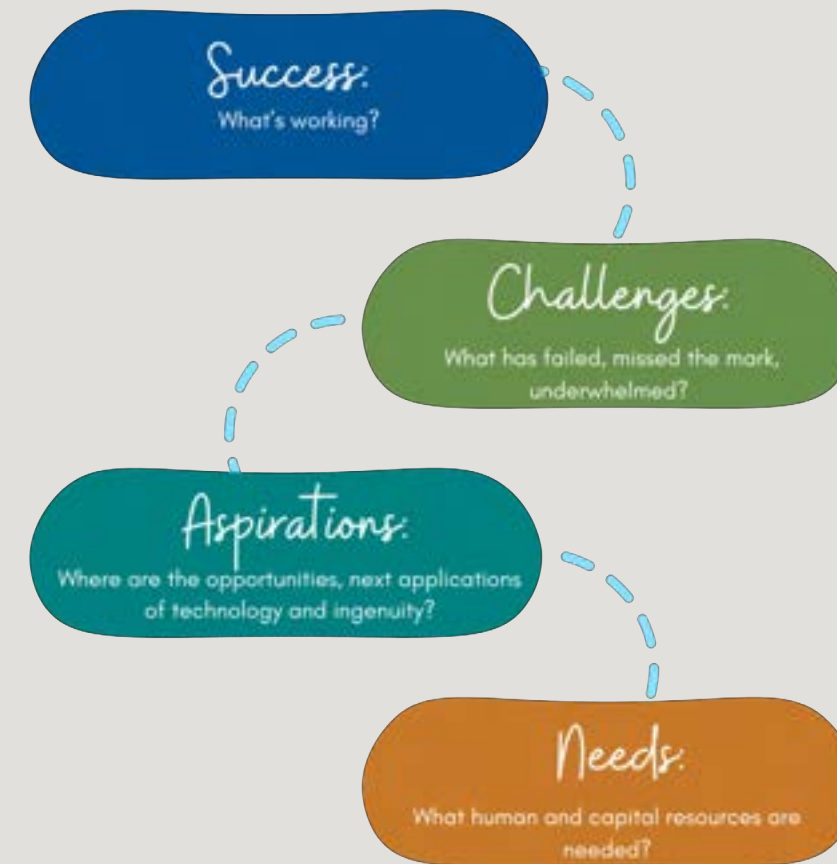 Success:
What's working?
Challenges:
What has failed, missed the mark,
underwhelmed?
Aspirations:
Where are the opportunities, next applications
of technology and ingenuity?
Needs:
What human and capital resources are
needed?